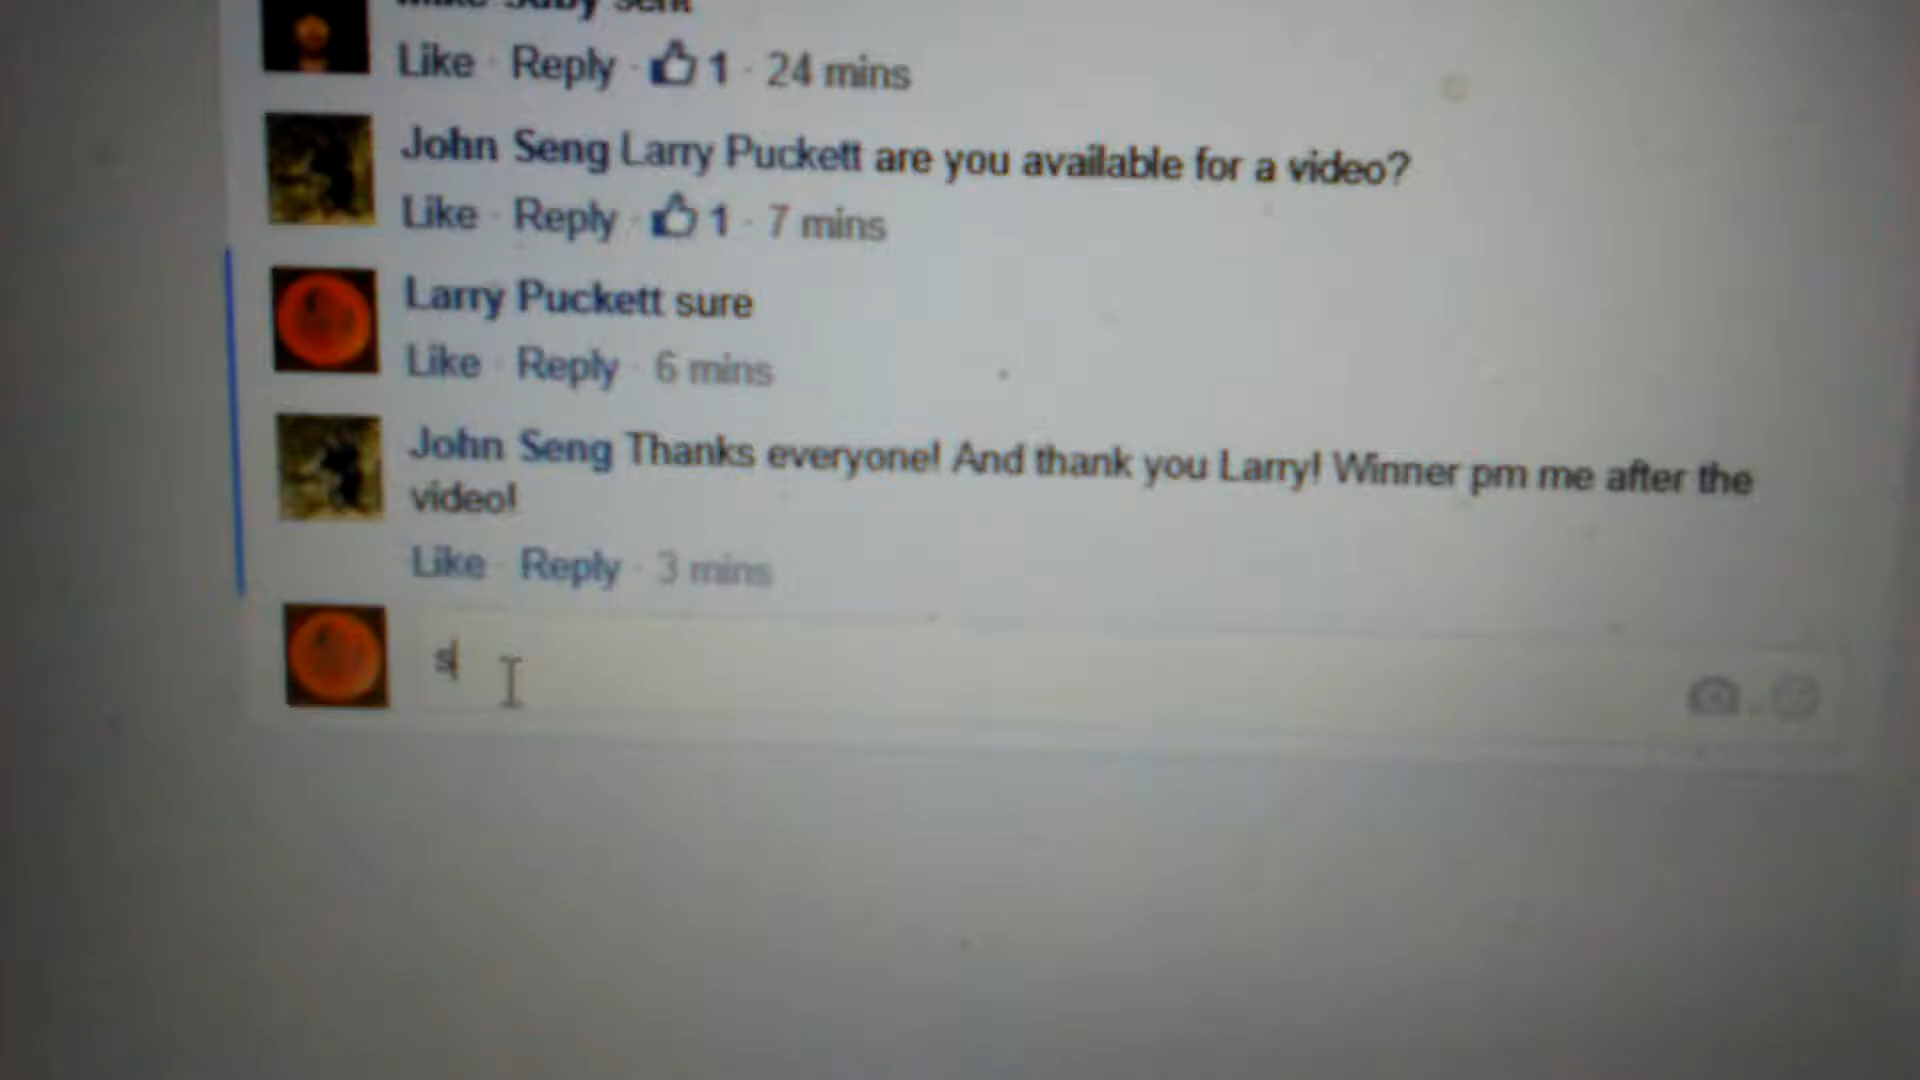 sent
Like · Reply · 1 · 24 mins
John Seng Larry Puckett are you available for a video?
Like · Reply · 1 · 7 mins
Larry Puckett sure
Like · Reply · 6 mins
John Seng Thanks everyone! And thank you Larry! Winner pm me after the
video!
Like · Reply · 3 mins
s